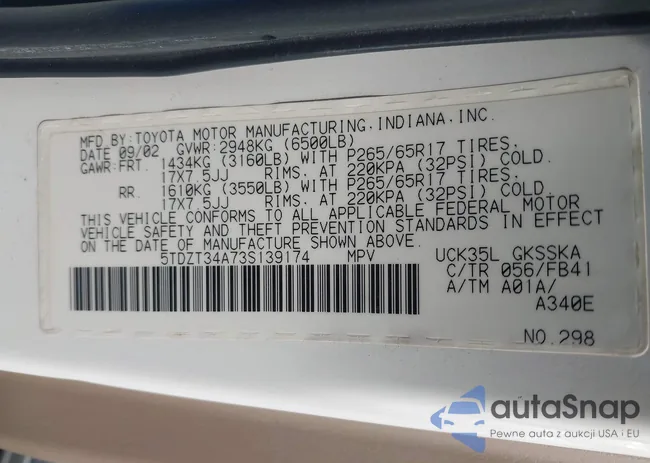 MFD.BY:TOYOTA MOTOR MANUFACTURING,INDIANA,INC.
DATE 09/02 GVWR:2948KG (6500LB)
GAWR:FRT. 1434KG (3160LB) WITH P265/65R17 TIRES,
17X7.5JJ RIMS, AT 220KPA (32PSI) COLD
RR. 1610KG (3550LB) WITH P265/65R17 TIRES,
17X7.5JJ RIMS, AT 220KPA (32PSI) COLD.
THIS VEHICLE CONFORMS TO ALL APPLICABLE FEDERAL MOTOR
VEHICLE SAFETY AND THEFT PREVENTION STANDARDS IN EFFECT
ON THE DATE OF MANUFACTURE SHOWN ABOVE.
5TDZT34A73S139174 MPV UCK35L GKSSKA
C/TR 056/FB41
A/TM A01A/
A340E
NO.298
autaSnap
Pewne auta z aukcji USA i EU